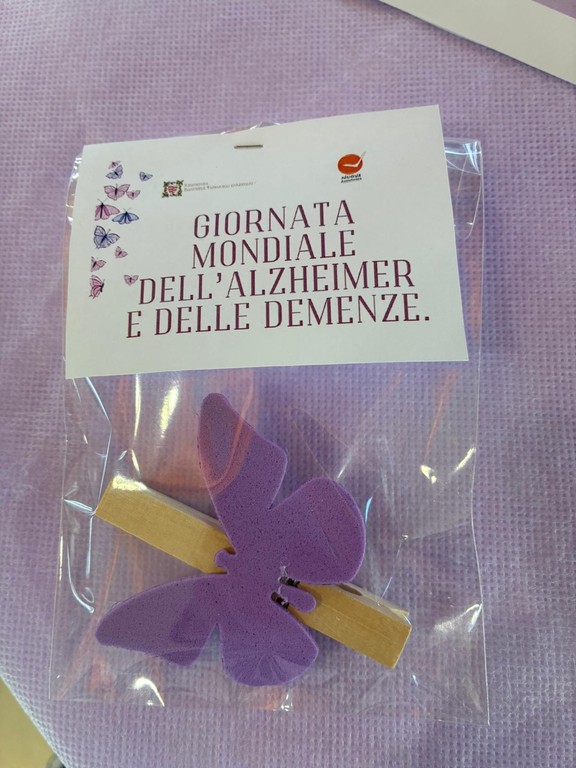 GIORNATA
MONDIALE
DELL'ALZHEIMER
E DELLE DEMENZE.